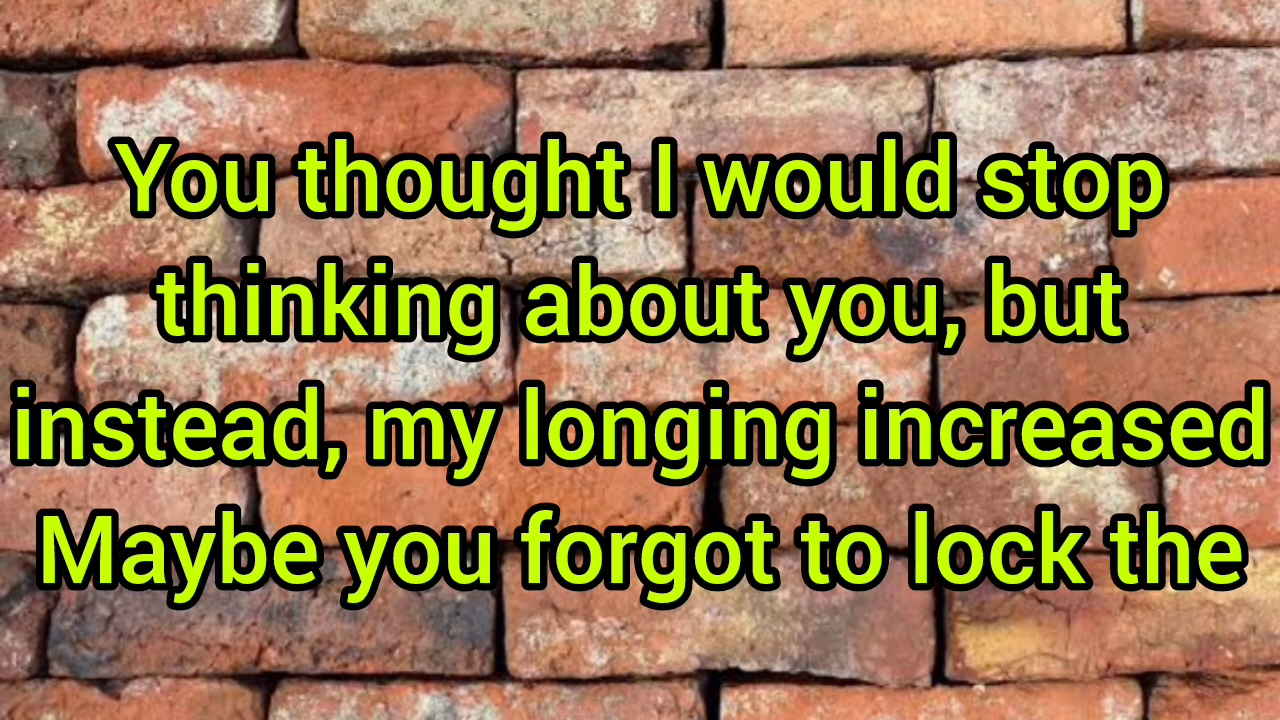 You thought I would stop
thinking about you, but
instead, my longing increased
Maybe you forgot to lock the